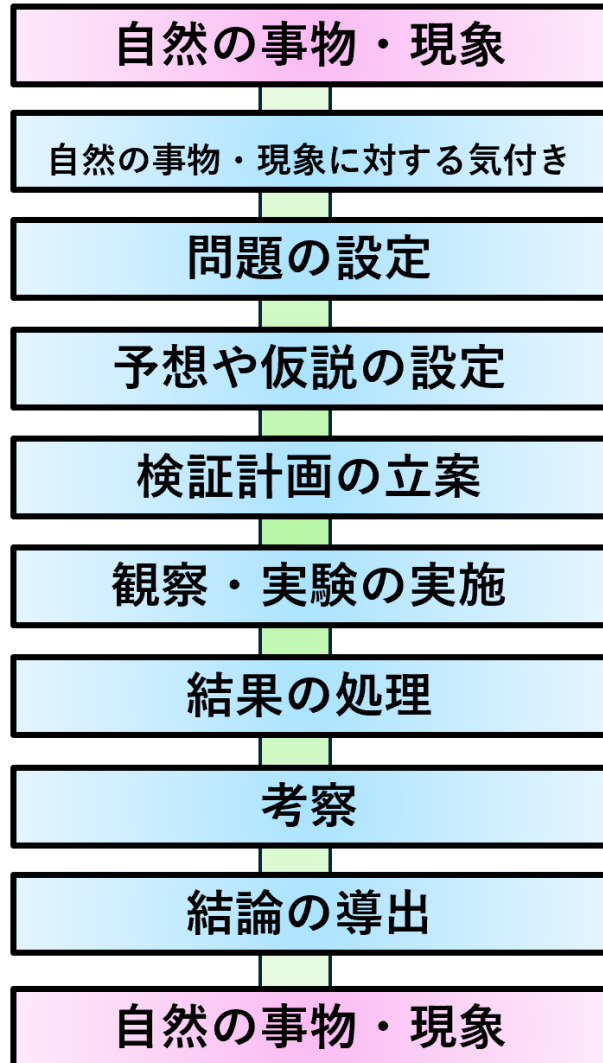 自然の事物・現象
自然の事物・現象に対する気付き
問題の設定
予想や仮説の設定
検証計画の立案
観察・実験の実施
結果の処理
考察
結論の導出
自然の事物・現象